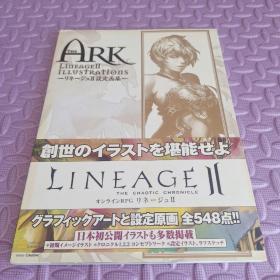 THE
ARK
LINEAGE II
ILLUSTRATIONS
―リネージュII 設定画集―
創世のイラストを堪能せよ
LINEAGE II
THE CHAOTIC CHRONICLE
オンラインRPG リネージュII
グラフィックアートと設定原画 全548点!!
日本初公開イラストも多数掲載